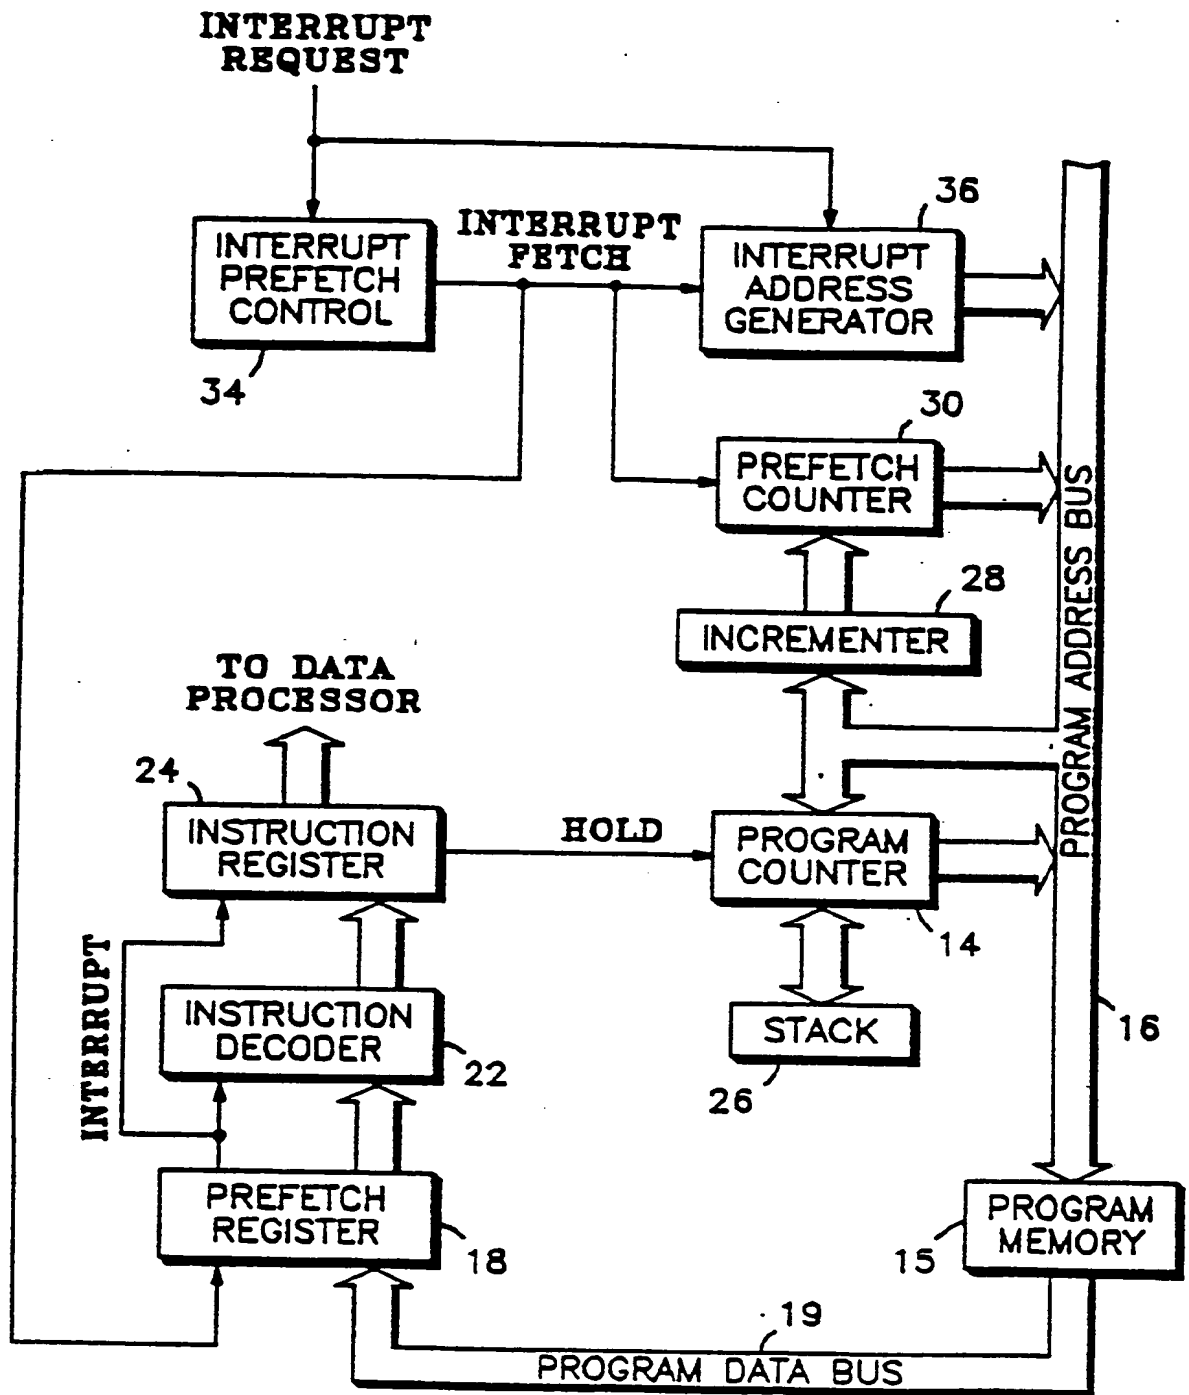 INTERRUPT
REQUEST
36
INTERRUPT
PREFETCH
CONTROL
34
INTERRUPT
FETCH
INTERRUPT
ADDRESS
GENERATOR
30
PREFETCH
COUNTER
28
INCREMENTER
PROGRAM ADDRESS BUS
TO DATA
PROCESSOR
24
INSTRUCTION
REGISTER
HOLD
PROGRAM
COUNTER
14
INTERRUPT
INSTRUCTION
DECODER
22
STACK
26
16
PREFETCH
REGISTER
18
PROGRAM
MEMORY
15
19
PROGRAM DATA BUS